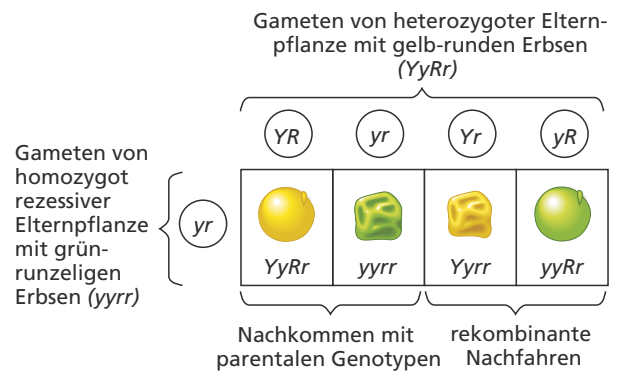 Gameten von heterozygoter Eltern-
pflanze mit gelb-runden Erbsen
(YyRr)
YR
yr
Yr
yR
Gameten von
homozygot
rezessiver
Elternpflanze
mit grün-
runzeligen
Erbsen (yyrr)
yr
YyRr
yyrr
Yyrr
yyRr
Nachkommen mit
parentalen Genotypen
rekombinante
Nachfahren